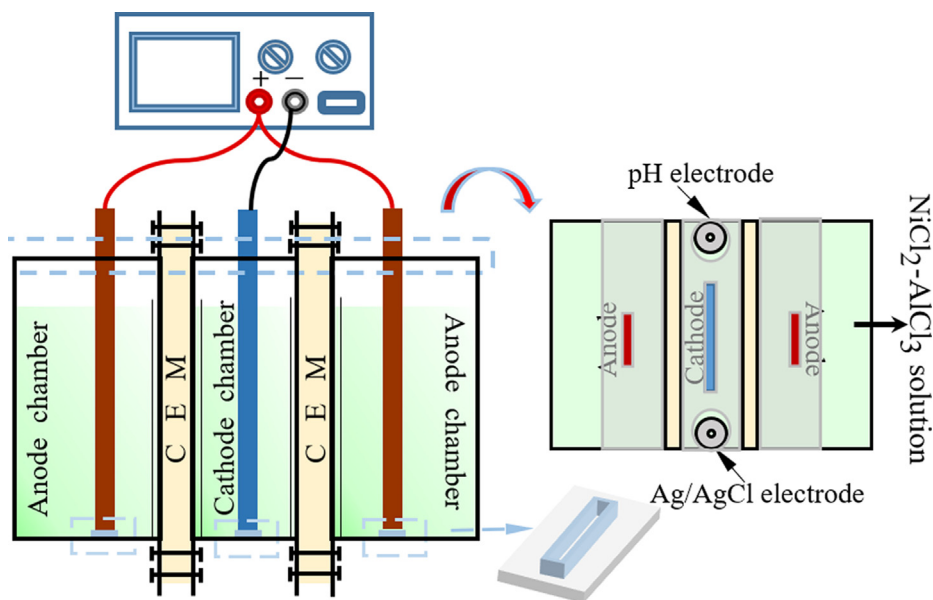 + −
Anode chamber
C E M
Cathode chamber
C E M
Anode chamber
pH electrode
Anode
Cathode
Anode
Ag/AgCl electrode
NiCl₂-AlCl₃ solution